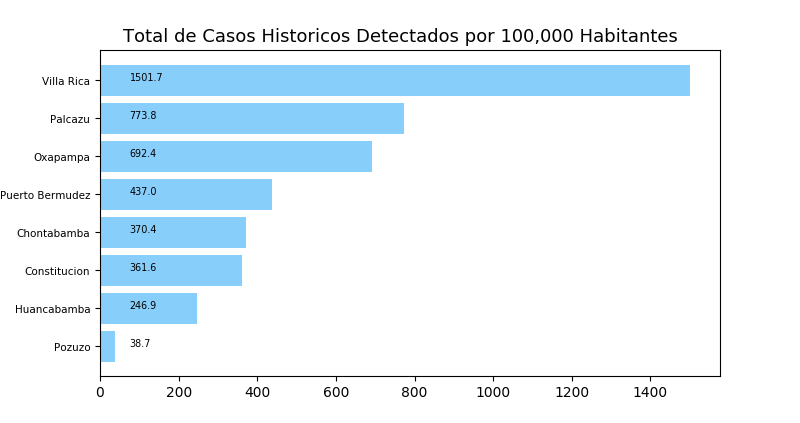 Total de Casos Historicos Detectados por 100,000 Habitantes
Villa Rica 1501.7
Palcazu 773.8
Oxapampa 692.4
Puerto Bermudez 437.0
Chontabamba 370.4
Constitucion 361.6
Huancabamba 246.9
Pozuzo 38.7
0 200 400 600 800 1000 1200 1400